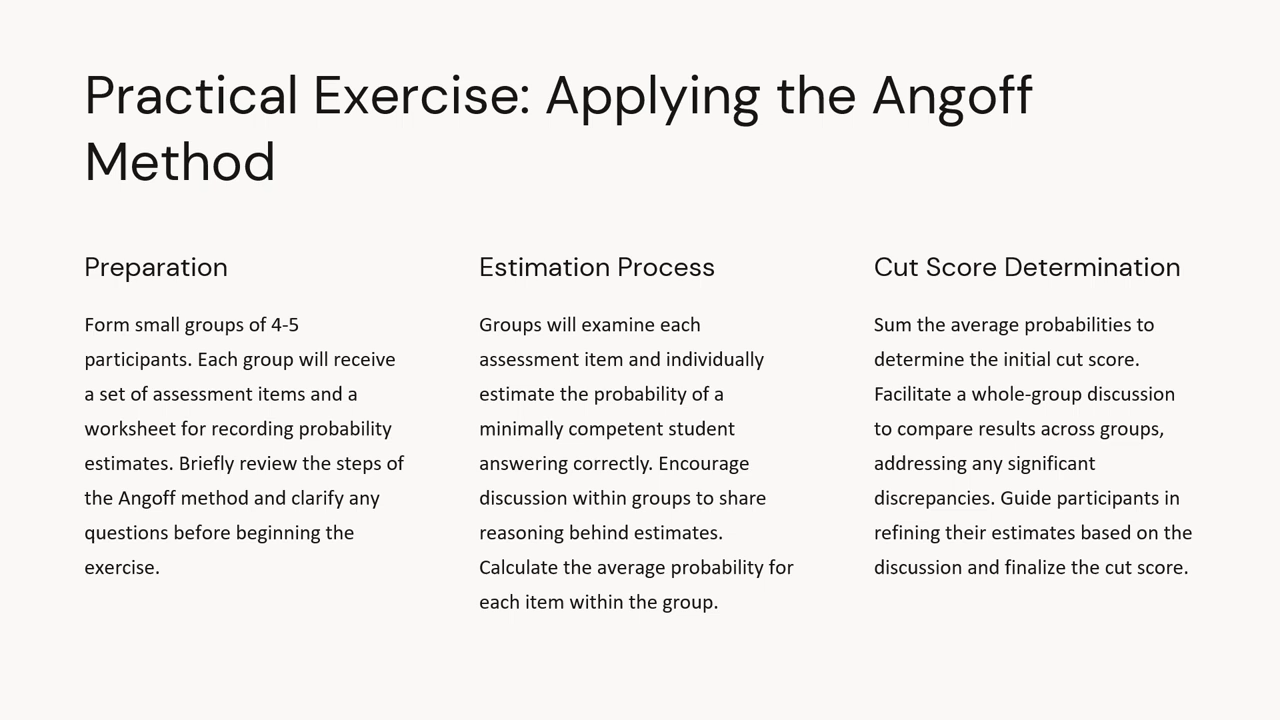 Practical Exercise: Applying the Angoff
Method
Preparation
Form small groups of 4-5
participants. Each group will receive
a set of assessment items and a
worksheet for recording probability
estimates. Briefly review the steps of
the Angoff method and clarify any
questions before beginning the
exercise.
Estimation Process
Groups will examine each
assessment item and individually
estimate the probability of a
minimally competent student
answering correctly. Encourage
discussion within groups to share
reasoning behind estimates.
Calculate the average probability for
each item within the group.
Cut Score Determination
Sum the average probabilities to
determine the initial cut score.
Facilitate a whole-group discussion
to compare results across groups,
addressing any significant
discrepancies. Guide participants in
refining their estimates based on the
discussion and finalize the cut score.